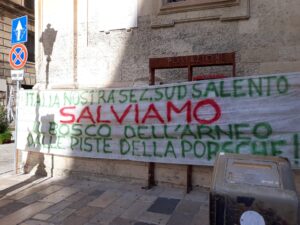 ITALIA NOSTRA SEZ. SUD SALENTO
SALVIAMO
IL BOSCO DELL'ARNEO
DALLE PISTE DELLA PORSCHE!